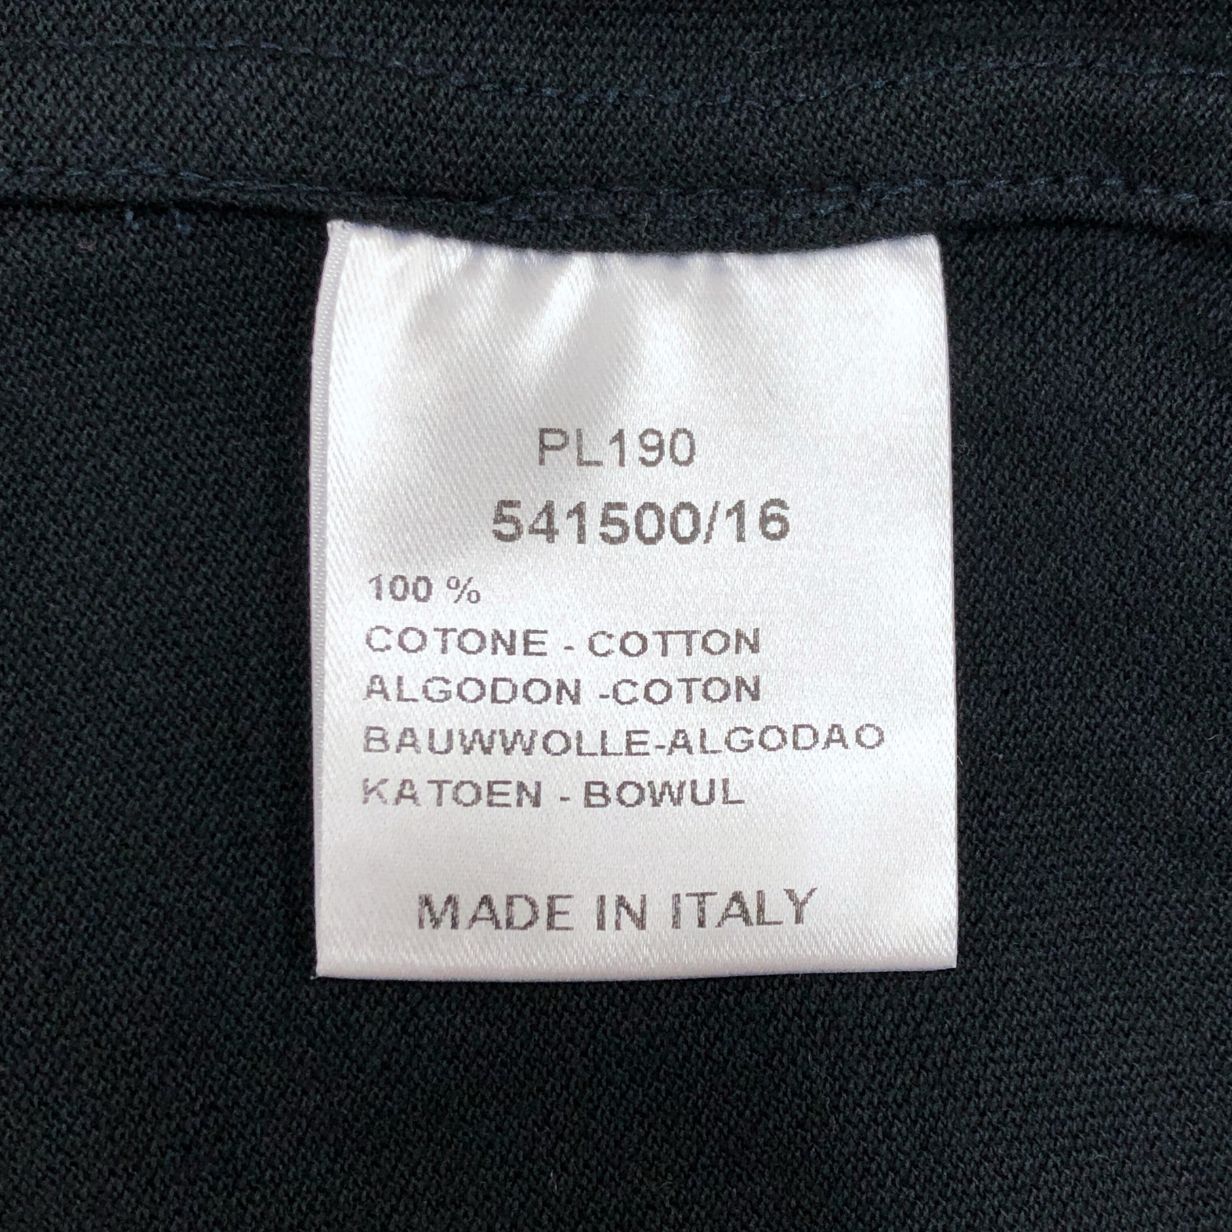 PL190
541500/16
100 %
COTONE - COTTON
ALGODON -COTON
BAUWWOLLE-ALGODAO
KATOEN - BOWUL
MADE IN ITALY